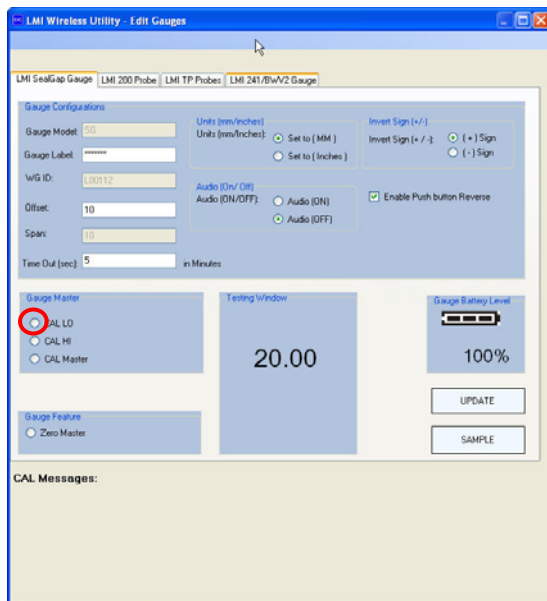 LMI Wireless Utility - Edit Gauges
LMI SealGap Gauge LMI 200 Probe LMI TP Probes LMI 241/BWV2 Gauge
Gauge Configurations
Gauge Model: SG
Gauge Label: *******
WG ID: L00112
Offset: 10
Span: 10
Time Out (sec): 5 in Minutes
Units (mm/inches)
Units (mm/Inches): Set to ( MM )
Set to ( Inches )
Audio (On/ Off)
Audio (ON/OFF): Audio (ON)
Audio (OFF)
Invert Sign (+/-)
Invert Sign (+ / -): ( + ) Sign
( - ) Sign
Enable Push button Reverse
Gauge Master
CAL LO
CAL HI
CAL Master
Testing Window
20.00
Gauge Battery Level
100%
UPDATE
SAMPLE
Gauge Feature
Zero Master
CAL Messages: